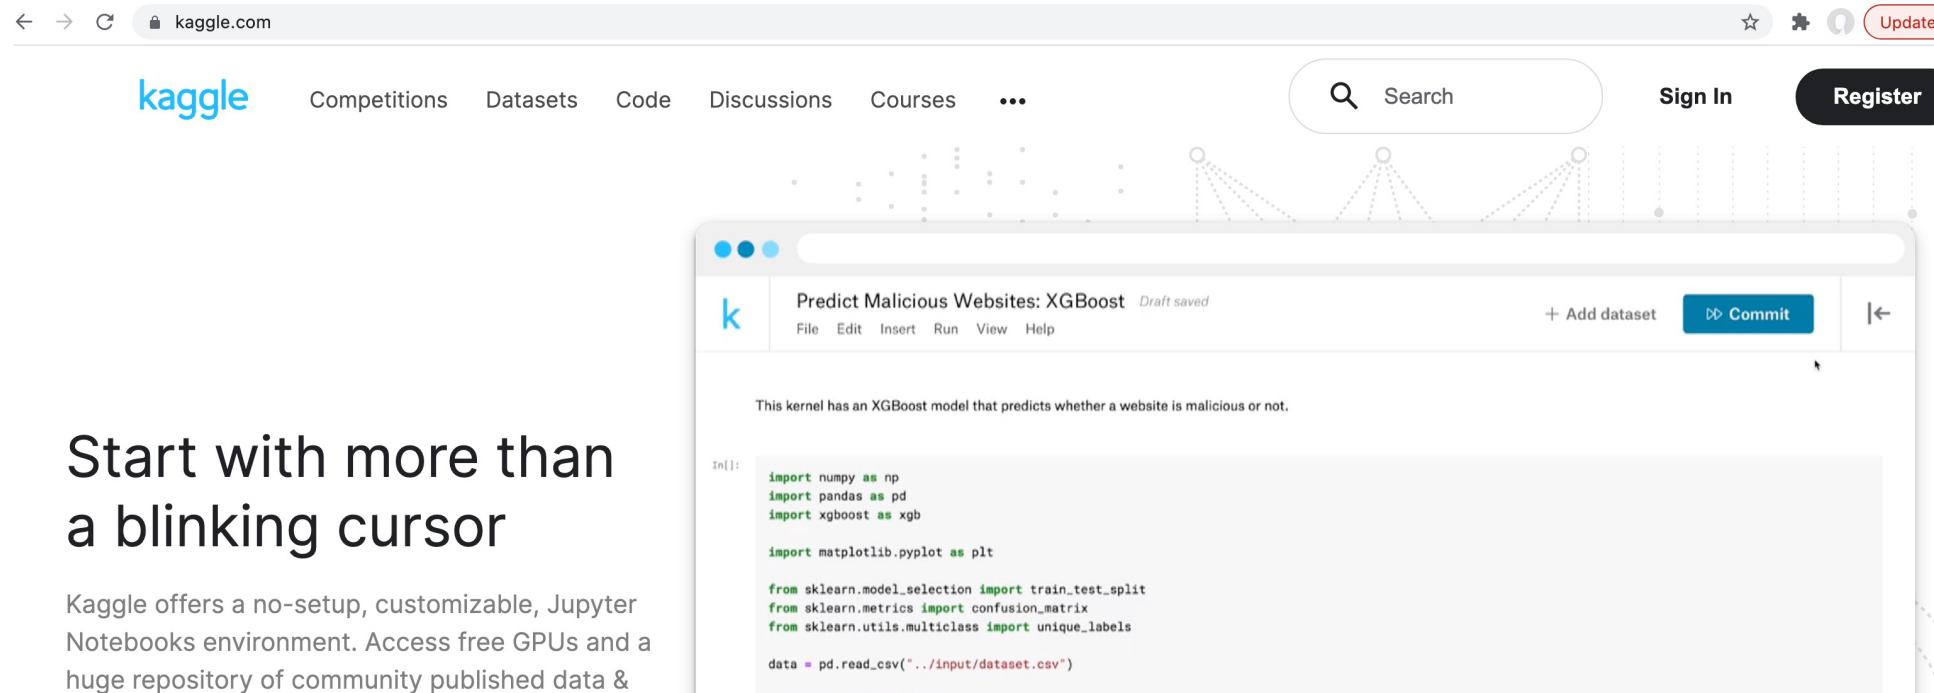 kaggle.com
Update
kaggle
Competitions Datasets Code Discussions Courses •••
Search
Sign In
Register
Start with more than
a blinking cursor
Kaggle offers a no-setup, customizable, Jupyter
Notebooks environment. Access free GPUs and a
huge repository of community published data &
k
Predict Malicious Websites: XGBoost Draft saved
File Edit Insert Run View Help
+ Add dataset
Commit
This kernel has an XGBoost model that predicts whether a website is malicious or not.
In[]:
import numpy as np
import pandas as pd
import xgboost as xgb
import matplotlib.pyplot as plt
from sklearn.model_selection import train_test_split
from sklearn.metrics import confusion_matrix
from sklearn.utils.multiclass import unique_labels
data = pd.read_csv("../input/dataset.csv")